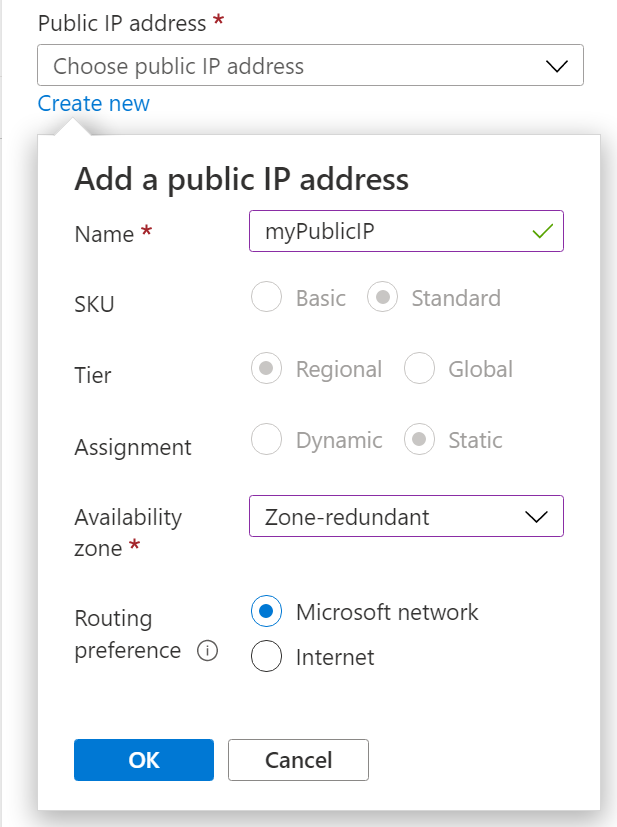 Public IP address *
Choose public IP address
Create new
Add a public IP address
Name * myPublicIP
SKU Basic Standard
Tier Regional Global
Assignment Dynamic Static
Availability zone * Zone-redundant
Routing preference Microsoft network
Internet
OK Cancel